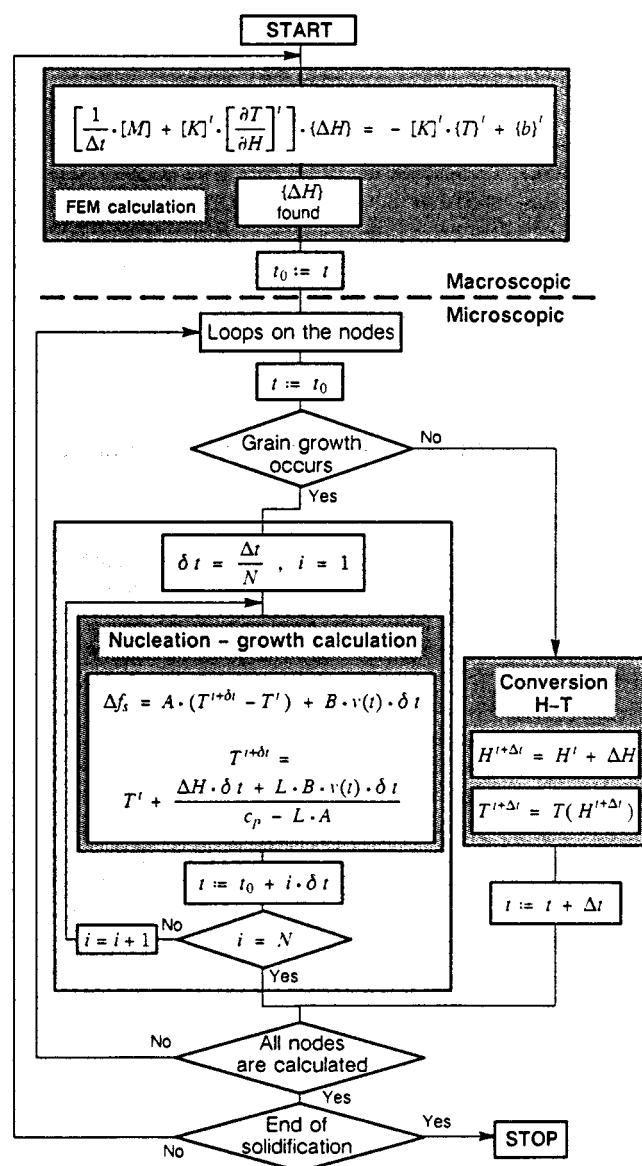 START
[1/Δt · [M] + [K]^t · [∂T/∂H]^t] · {ΔH} = − [K]^t · {T}^t + {b}^t
FEM calculation
{ΔH}
found
t₀ := t
Macroscopic
Microscopic
Loops on the nodes
t := t₀
Grain growth
occurs
No
Yes
δt = Δt/N , i = 1
Nucleation – growth calculation
Δfₛ = A · (T^{t+δt} − T^t) + B · v(t) · δt
T^{t+δt} =
T^t + (ΔH · δt + L · B · v(t) · δt)/(c_p − L · A)
t := t₀ + i · δt
i = i + 1
No
i = N
Yes
Conversion
H–T
H^{t+Δt} = H^t + ΔH
T^{t+Δt} = T(H^{t+Δt})
t := t + Δt
No
All nodes
are calculated
Yes
No
End of
solidification
Yes
STOP